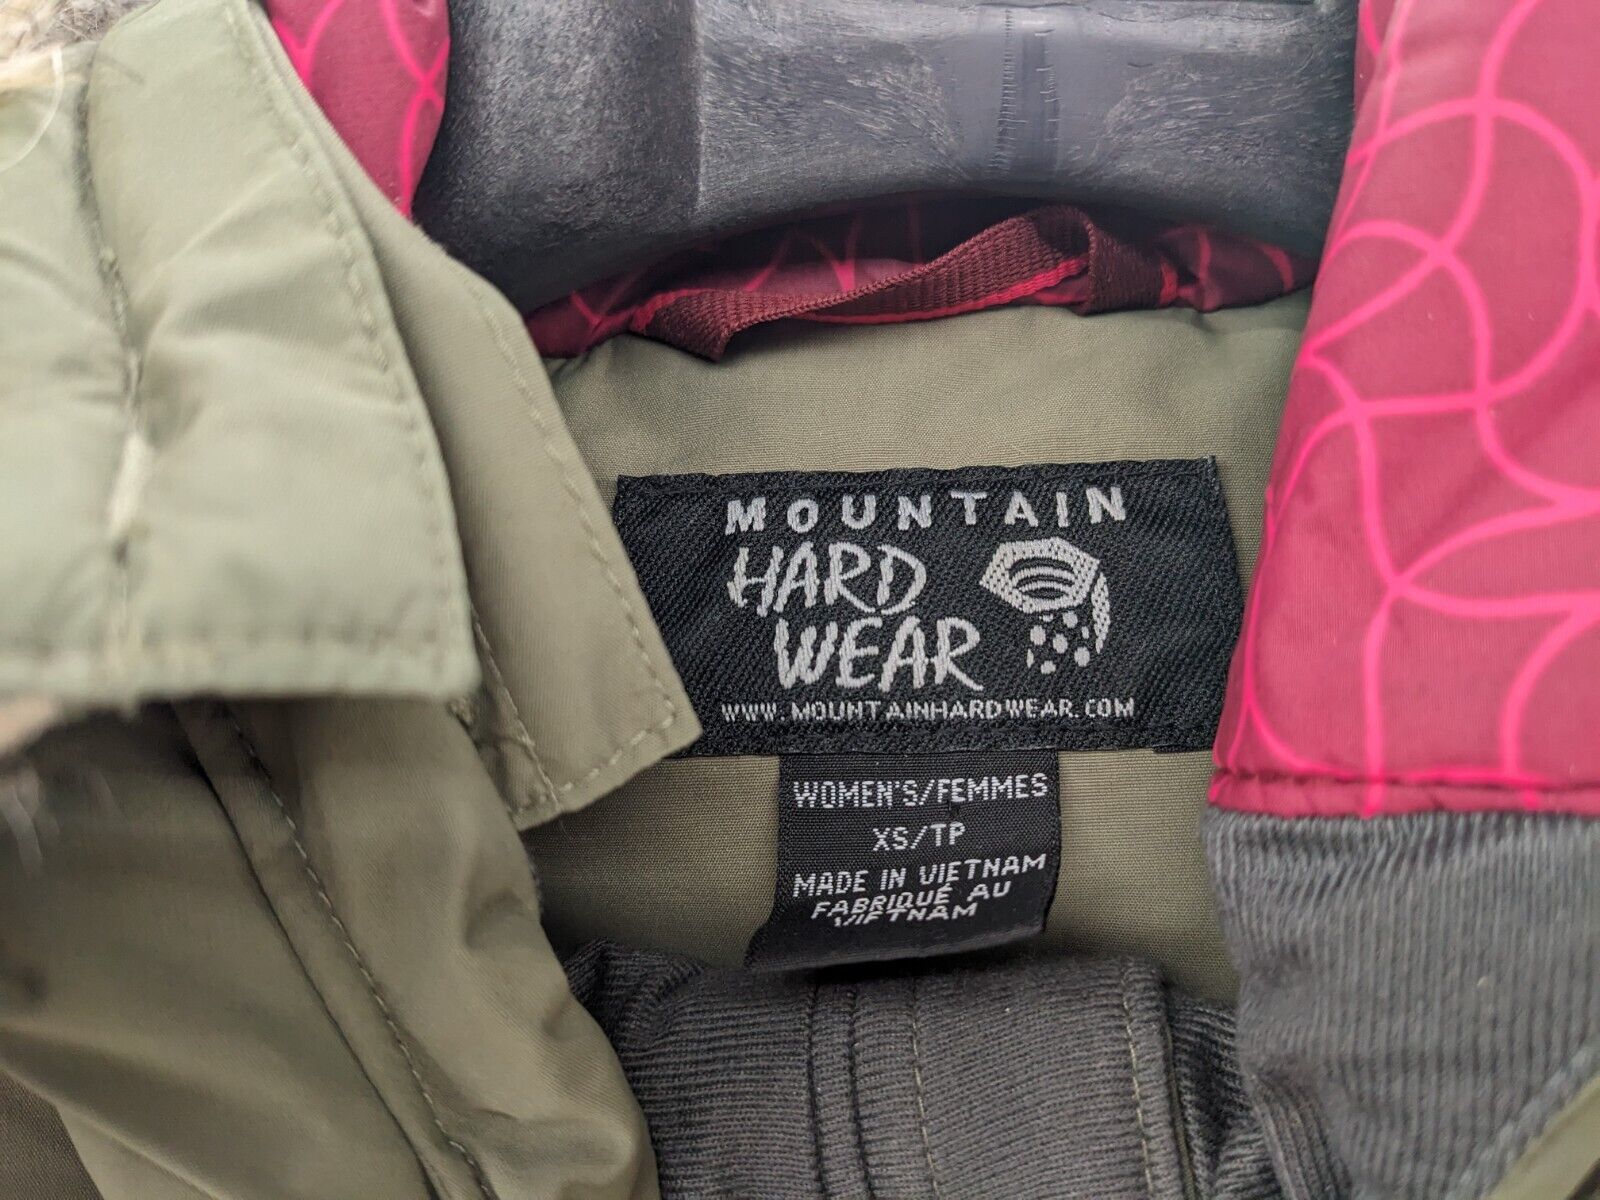 MOUNTAIN
HARD
WEAR
WWW.MOUNTAINHARDWEAR.COM
WOMEN'S/FEMMES
XS/TP
MADE IN VIETNAM
FABRIQUÉ AU
VIETNAM